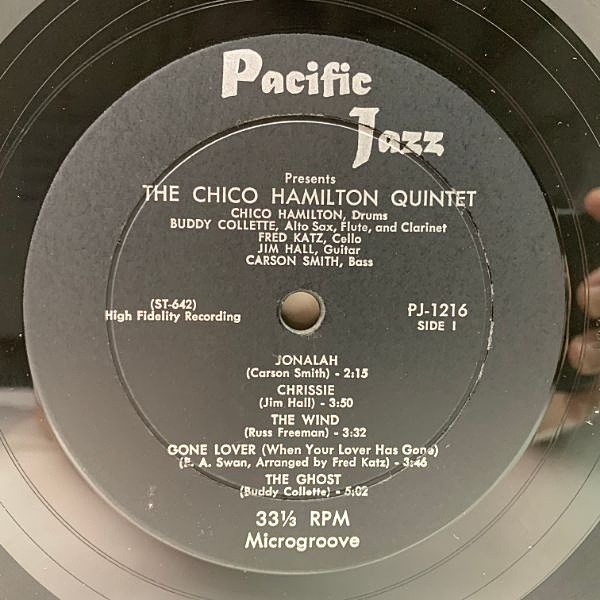 Pacific
Jazz
Presents
THE CHICO HAMILTON QUINTET
CHICO HAMILTON, Drums
BUDDY COLLETTE, Alto Sax, Flute, and Clarinet
FRED KATZ, Cello
JIM HALL, Guitar
CARSON SMITH, Bass
(ST-642)
High Fidelity Recording
PJ-1216
SIDE I
JONALAH
(Carson Smith) - 2:15
CHRISSIE
(Jim Hall) - 3:50
THE WIND
(Russ Freeman) - 3:32
GONE LOVER (When Your Lover Has Gone)
(E. A. Swan, Arranged by Fred Katz) - 3:46
THE GHOST
(Buddy Collette) - 5:02
33⅓ RPM
Microgroove